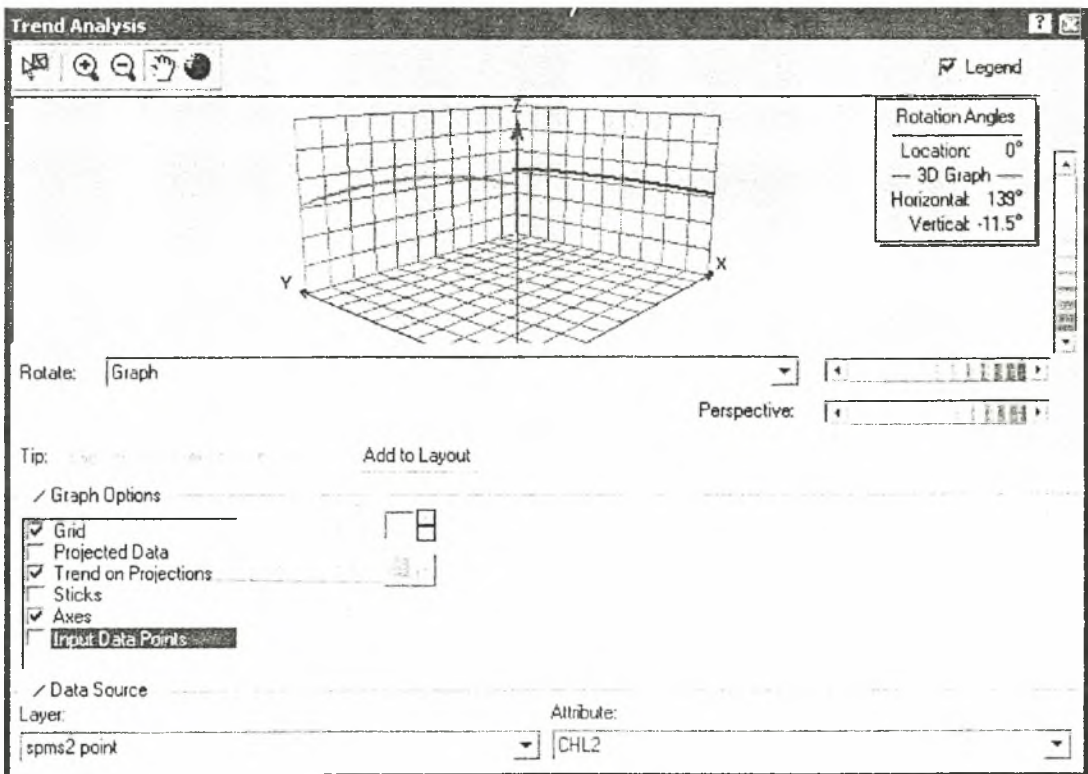 Trend Analysis
Legend
Z
Rotation Angles
Location: 0°
3D Graph
Horizontal: 139°
Vertical: -11.5°
Y
X
Rotate: Graph
Perspective:
Tip:
Add to Layout
Graph Options
Grid
Projected Data
Trend on Projections
Sticks
Axes
Input Data Points
Data Source
Layer:
Attribute:
spms2 point
CHL2